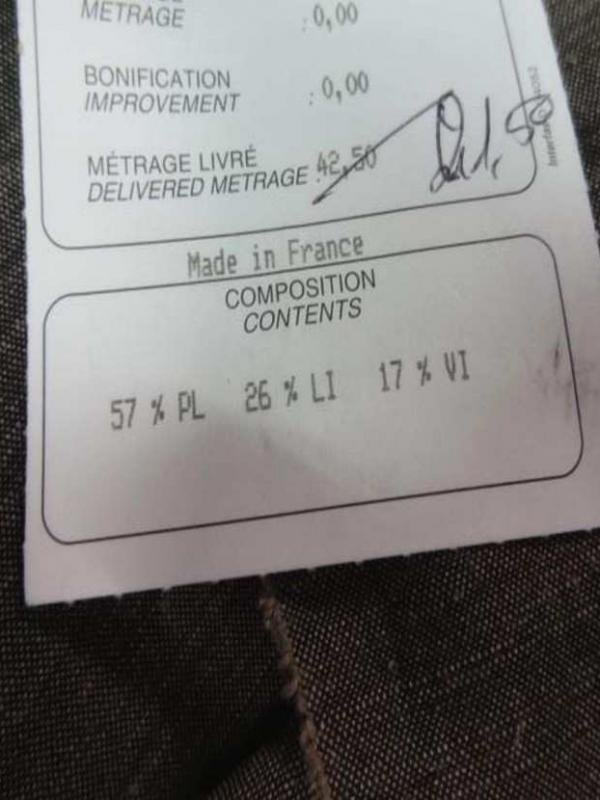 METRAGE : 0,00
BONIFICATION
IMPROVEMENT : 0,00
MÉTRAGE LIVRÉ
DELIVERED METRAGE : 42,50
Made in France
COMPOSITION
CONTENTS
57 % PL 26 % LI 17 % VI